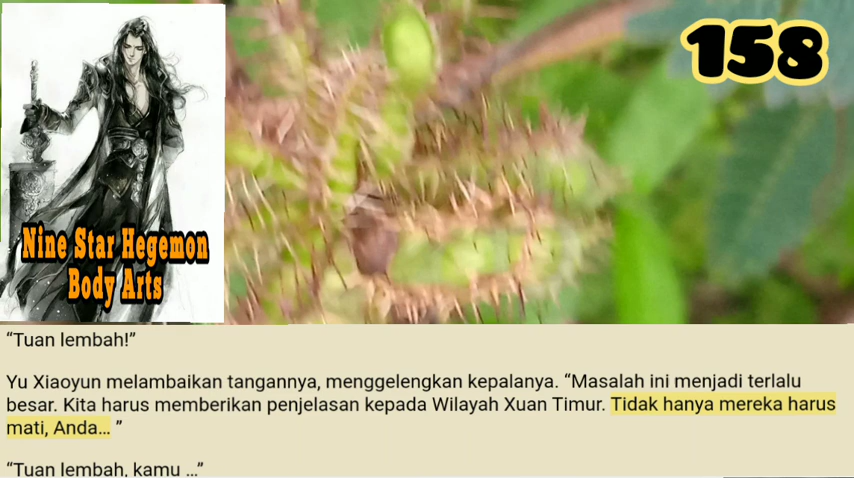 158
Nine Star Hegemon
Body Arts
“Tuan lembah!”
Yu Xiaoyun melambaikan tangannya, menggelengkan kepalanya. “Masalah ini menjadi terlalu
besar. Kita harus memberikan penjelasan kepada Wilayah Xuan Timur. Tidak hanya mereka harus
mati, Anda… ”
“Tuan lembah, kamu …”